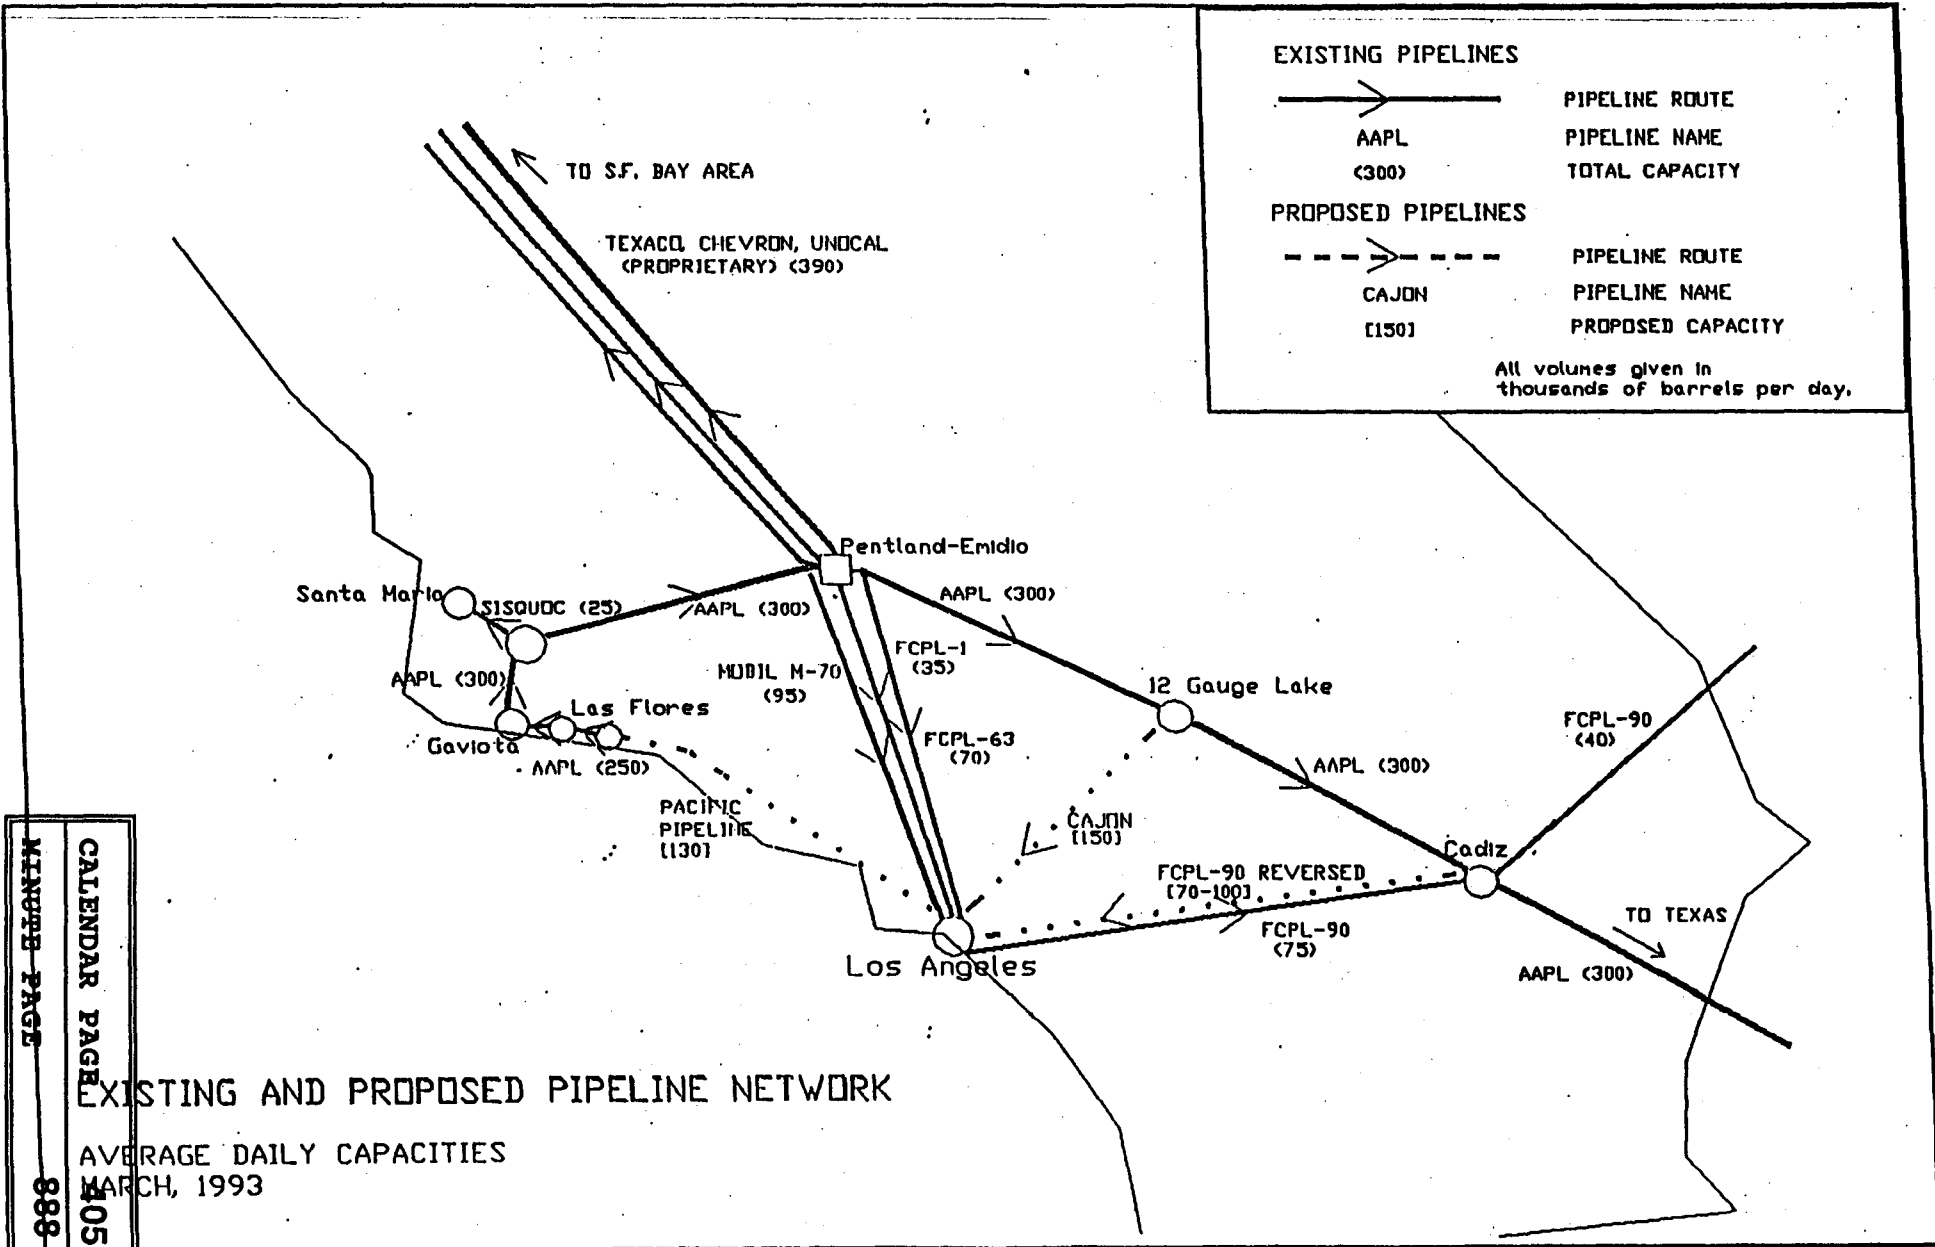 EXISTING PIPELINES
PIPELINE ROUTE
AAPL PIPELINE NAME
(300) TOTAL CAPACITY
PROPOSED PIPELINES
PIPELINE ROUTE
CAJON PIPELINE NAME
[150] PROPOSED CAPACITY
All volumes given in
thousands of barrels per day.
TO S.F. BAY AREA
TEXACO, CHEVRON, UNOCAL
(PROPRIETARY) (390)
Pentland-Emidio
Santa Maria
SISQUOC (25)
AAPL (300)
AAPL (300)
FCPL-1
(35)
MOBIL M-70
(95)
AAPL (300)
Las Flores
Gaviota
AAPL (250)
12 Gauge Lake
FCPL-90
(40)
FCPL-63
(70)
AAPL (300)
PACIFIC
PIPELINE
[130]
CAJON
[150]
Cadiz
FCPL-90 REVERSED
[70-100]
FCPL-90
(75)
TO TEXAS
AAPL (300)
Los Angeles
EXISTING AND PROPOSED PIPELINE NETWORK
AVERAGE DAILY CAPACITIES
MARCH, 1993
CALENDAR PAGE 405
MINUTE PAGE 888